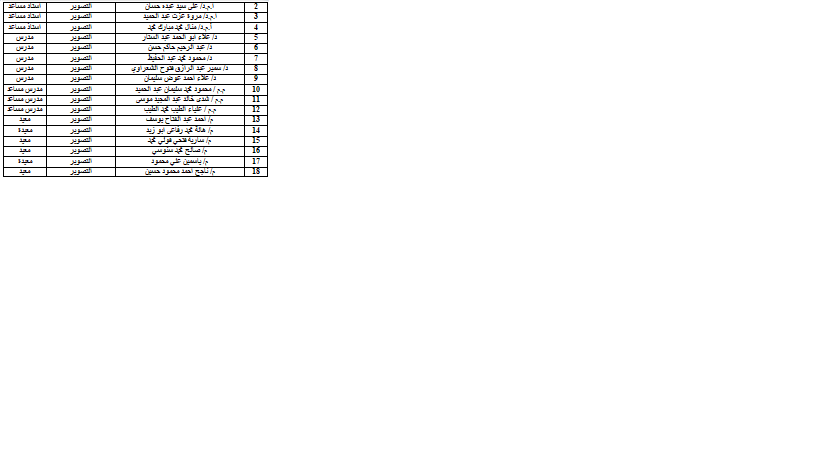 2 ا.م.د/ على سيد عبده حسان التصوير استاذ مساعد
3 ا.م.د/ مروة عزت عبد الحميد التصوير استاذ مساعد
4 أ.م.د/ منال محمد مبارك محمد التصوير استاذ مساعد
5 د/ علاء ابو الحمد عبد الستار التصوير مدرس
6 د/ عبد الرحيم حاكم حسن التصوير مدرس
7 د/ محمود محمد عبد الحفيظ التصوير مدرس
8 د/ سمير عبد الرازق فتوح الشعراوي التصوير مدرس
9 د/ علاء احمد عوض سليمان التصوير مدرس
10 م.م / محمود محمد سليمان عبد الحميد التصوير مدرس مساعد
11 م.م / شذى خالد عبد المجيد موسى التصوير مدرس مساعد
12 م.م / علياء الطيب محمد الطيب التصوير مدرس مساعد
13 م/ احمد عبد الفتاح يوسف التصوير معيد
14 م/ هالة محمد رفاعى ابو زيد التصوير معيدة
15 م/ سارية فتحي فولي محمد التصوير معيد
16 م/ صالح محمد سنوسي التصوير معيد
17 م/ ياسمين علي محمود التصوير معيدة
18 م/ ناجح احمد محمود حسين التصوير معيد